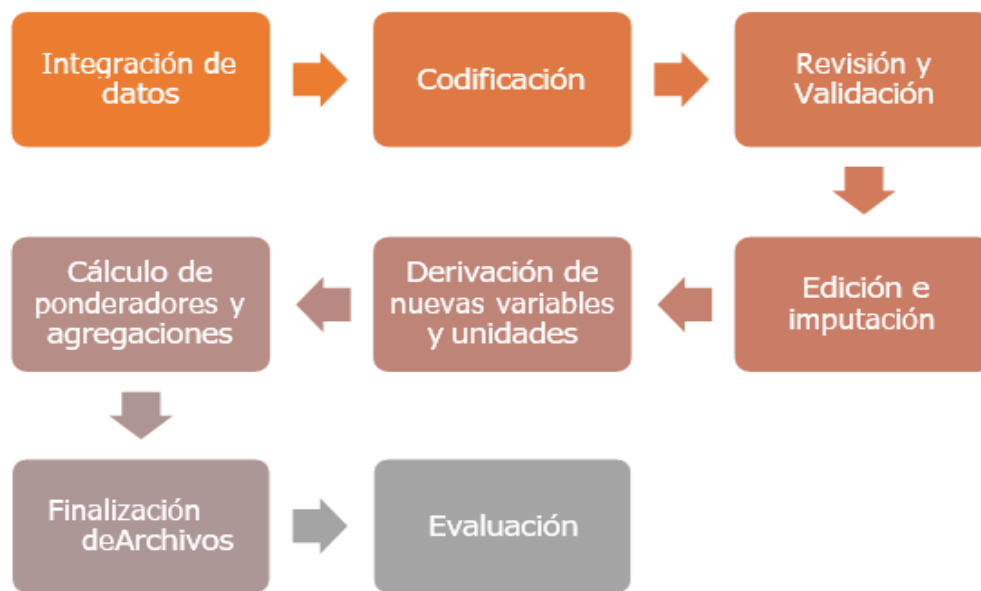 Integración de
datos
Codificación
Revisión y
Validación
Edición e
imputación
Derivación de
nuevas variables
y unidades
Cálculo de
ponderadores y
agregaciones
Finalización
deArchivos
Evaluación